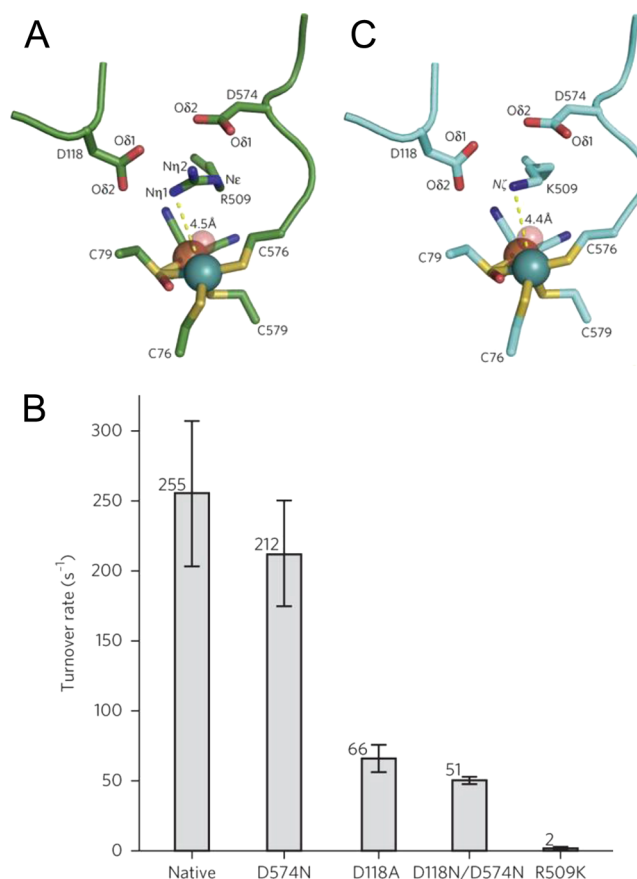 A
D574
Oδ2
Oδ1
Oδ1
D118
Nη2
Nε
Oδ2
Nη1
R509
4.5Å
C79
C576
C579
C76
C
D574
Oδ2
Oδ1
Oδ1
D118
Nζ
K509
Oδ2
4.4Å
C79
C576
C579
C76
B
Turnover rate (s⁻¹)
300
250
200
150
100
50
0
255
212
66
51
2
Native D574N D118A D118N/D574N R509K